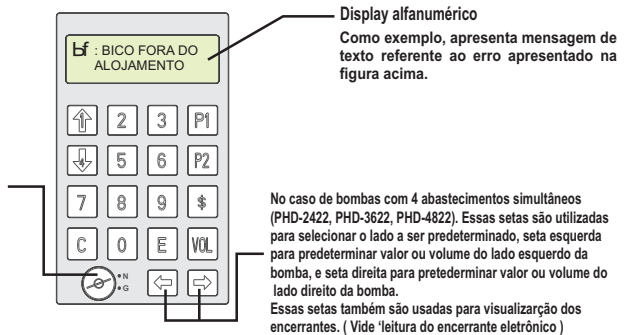 Display alfanumérico
Como exemplo, apresenta mensagem de
texto referente ao erro apresentado na
figura acima.
bf : BICO FORA DO
ALOJAMENTO
1 2 3 P1
4 5 6 P2
7 8 9 $
C 0 E VOL
N
G
No caso de bombas com 4 abastecimentos simultâneos
(PHD-2422, PHD-3622, PHD-4822). Essas setas são utilizadas
para selecionar o lado a ser predeterminado, seta esquerda
para predeterminar valor ou volume do lado esquerdo da
bomba, e seta direita para pretederminar valor ou volume do
lado direito da bomba.
Essas setas também são usadas para visualizarção dos
encerrantes. ( Vide 'leitura do encerrante eletrônico )